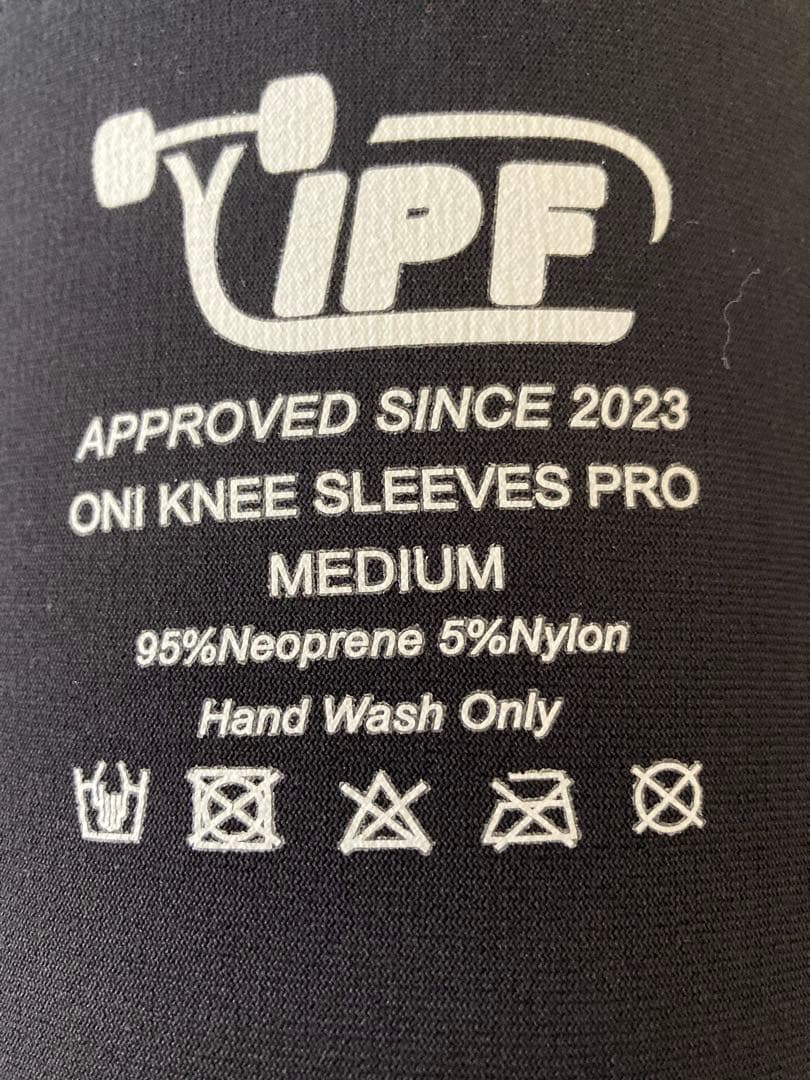 IPF
APPROVED SINCE 2023
ONI KNEE SLEEVES PRO
MEDIUM
95%Neoprene 5%Nylon
Hand Wash Only